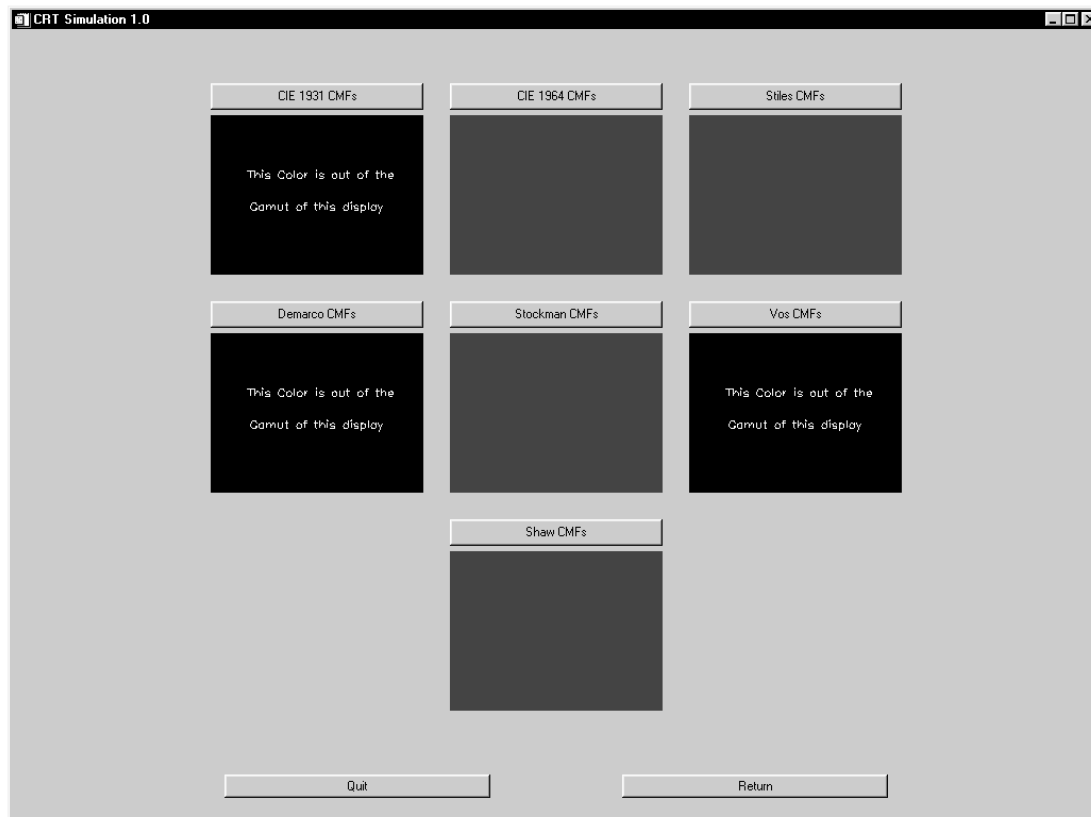 CRT Simulation 1.0
CIE 1931 CMFs
CIE 1964 CMFs
Stiles CMFs
This Color is out of the
Gamut of this display
Demarco CMFs
Stockman CMFs
Vos CMFs
This Color is out of the
Gamut of this display
This Color is out of the
Gamut of this display
Shaw CMFs
Quit
Return